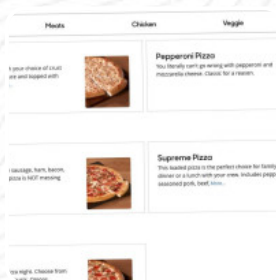 Meats
Chicken
Veggie
your choice of crust
and topped with
Pepperoni Pizza
You literally can't go wrong with pepperoni and
mozzarella cheese. Classic for a reason.
sausage, ham, bacon,
pizza is NOT messing
Supreme Pizza
This loaded pizza is the perfect choice for family
dinner or a lunch with your crew. Includes pepp
seasoned pork, beef, More...
night. Choose from